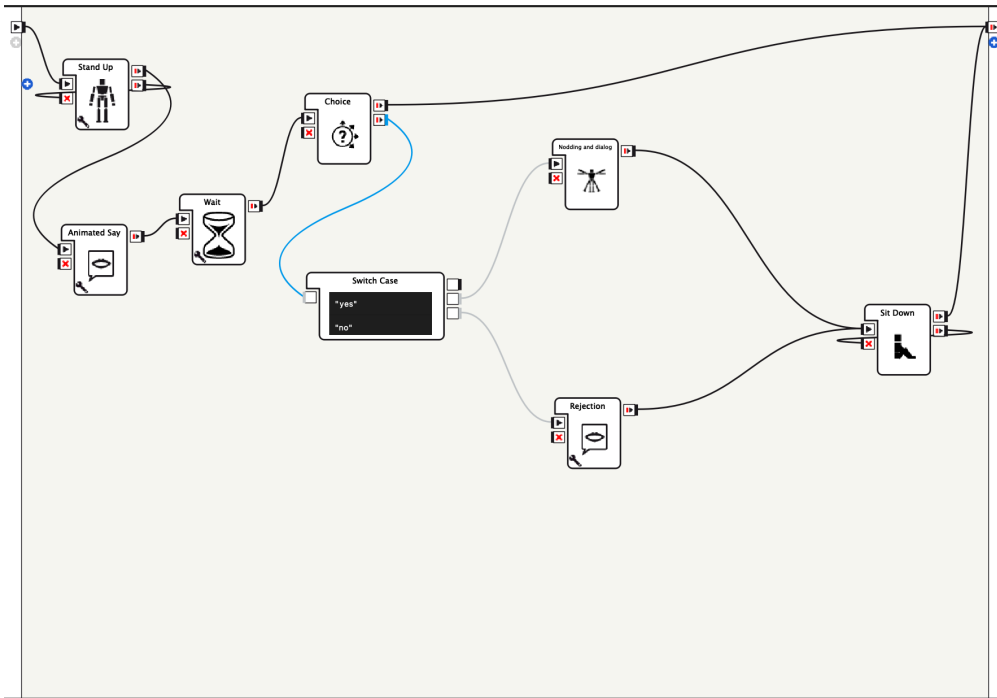 Stand Up
Choice
Nodding and dialog
Wait
Animated Say
Switch Case
"yes"
"no"
Sit Down
Rejection